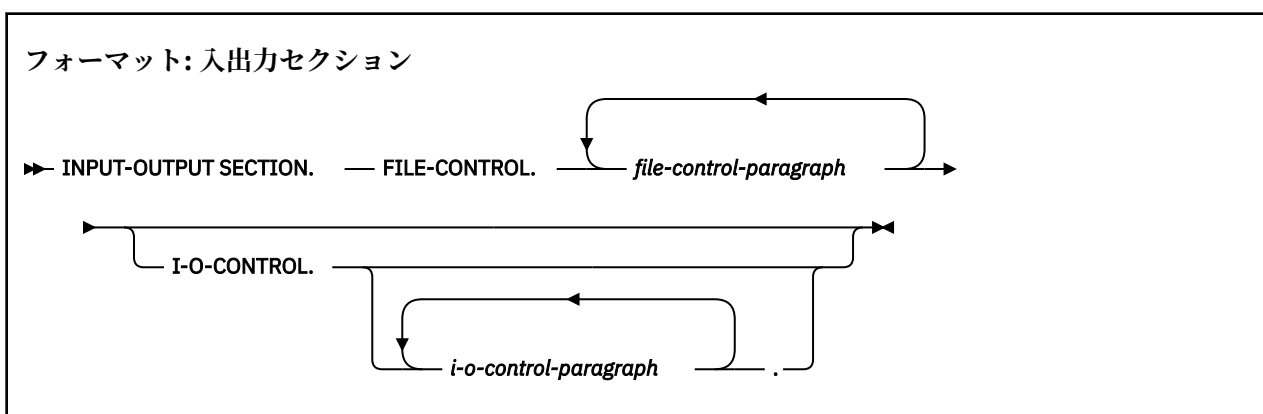 フォーマット: 入出力セクション
INPUT-OUTPUT SECTION. FILE-CONTROL. file-control-paragraph
I-O-CONTROL.
i-o-control-paragraph .